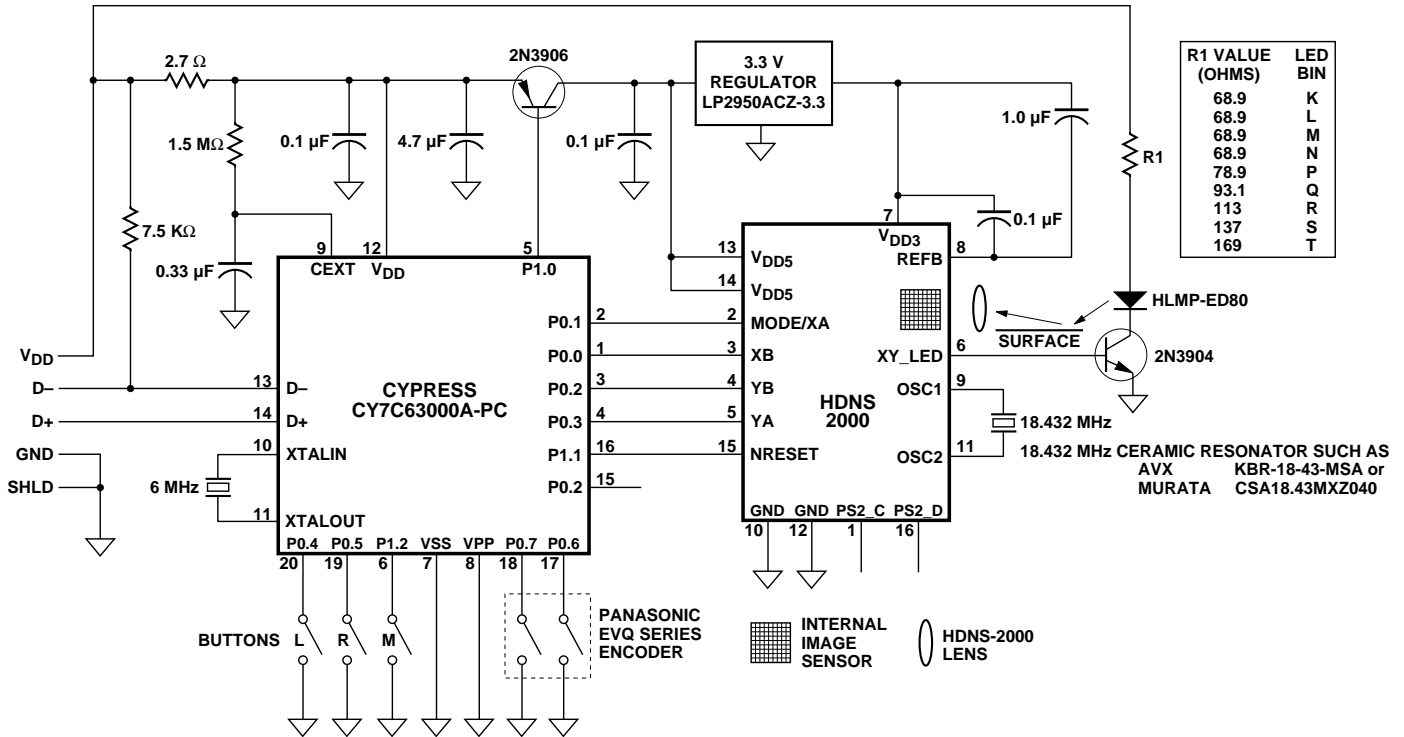 2.7 Ω
2N3906
3.3 V
REGULATOR
LP2950ACZ-3.3
R1 VALUE
(OHMS)
LED
BIN
68.9 K
68.9 L
68.9 M
68.9 N
78.9 P
93.1 Q
113 R
137 S
169 T
1.5 MΩ
0.1 µF
4.7 µF
0.1 µF
1.0 µF
R1
7.5 KΩ
0.33 µF
0.1 µF
9
12
5
7
CEXT
VDD
P1.0
VDD3
13
VDD5
14
VDD5
REFB
8
HLMP-ED80
SURFACE
2N3904
VDD
D–
D+
GND
SHLD
13
D–
14
D+
10
XTALIN
6 MHz
11
XTALOUT
CYPRESS
CY7C63000A-PC
P0.1 2
P0.0 1
P0.2 3
P0.3 4
P1.1 16
P0.2 15
2 MODE/XA
3 XB
4 YB
5 YA
15 NRESET
HDNS
2000
XY_LED 6
OSC1 9
OSC2 11
18.432 MHz
18.432 MHz CERAMIC RESONATOR SUCH AS
AVX KBR-18-43-MSA or
MURATA CSA18.43MXZ040
P0.4 P0.5 P1.2 VSS VPP P0.7 P0.6
20 19 6 7 8 18 17
GND GND PS2_C PS2_D
10 12 1 16
BUTTONS L R M
PANASONIC
EVQ SERIES
ENCODER
INTERNAL
IMAGE
SENSOR
HDNS-2000
LENS